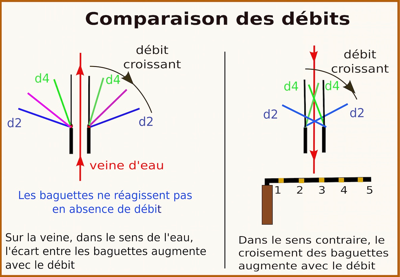 Comparaison des débits
débit
croissant
d4
d4
d2
d2
veine d'eau
Les baguettes ne réagissent pas
en absence de débit
Sur la veine, dans le sens de l'eau,
l'écart entre les baguettes augmente
avec le débit
débit
croissant
d4
d4
d2
d2
1 2 3 4 5
Dans le sens contraire, le
croisement des baguettes
augmente avec le débit